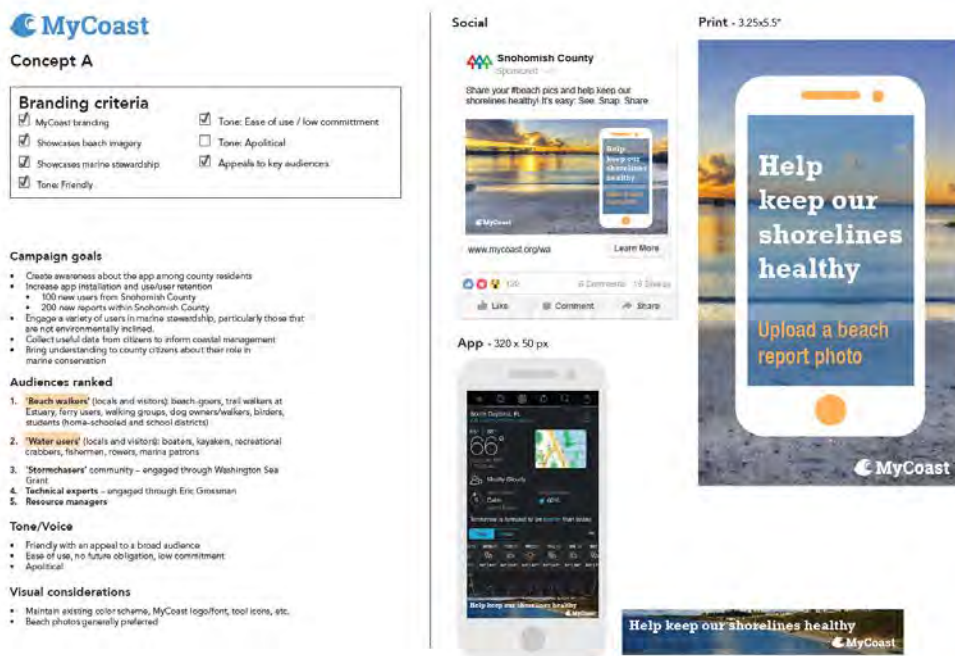 MyCoast
Concept A
Branding criteria
MyCoast branding
Showcases beach imagery
Showcases marine stewardship
Tone: Friendly
Tone: Ease of use / low committment
Tone: Apolitical
Appeals to key audiences
Campaign goals
• Create awareness about the app among county residents
• Increase app installation and use/user retention
• 100 new users from Snohomish County
• 200 new reports within Snohomish County
• Engage a variety of users in marine stewardship, particularly those that
are not environmentally inclined.
• Collect useful data from citizens to inform coastal management
• Bring understanding to county citizens about their role in
marine conservation
Audiences ranked
1. 'Beach walkers' (locals and visitors): beach-goers, trail walkers at
Estuary, ferry users, walking groups, dog owners/walkers, birders,
students (home-schooled and school districts)
2. 'Water users' (locals and visitors): boaters, kayakers, recreational
crabbers, fishermen, rowers, marina patrons
3. 'Stormchasers' community – engaged through Washington Sea
Grant
4. Technical experts – engaged through Eric Grossman
5. Resource managers
Tone/Voice
• Friendly with an appeal to a broad audience
• Ease of use, no future obligation, low commitment
• Apolitical
Visual considerations
• Maintain existing color scheme, MyCoast logo/font, tool icons, etc.
• Beach photos generally preferred
Social
Snohomish County
Sponsored
Share your #beach pics and help keep our
shorelines healthy! It's easy: See. Snap. Share
Help
keep our
shorelines
healthy
MyCoast
www.mycoast.org/wa
Learn More
Like
Comment
Share
App - 320 x 50 px
66°
Mostly Cloudy
Calm
Help keep our shorelines healthy
MyCoast
Print - 3.25x5.5"
Help
keep our
shorelines
healthy
Upload a beach
report photo
MyCoast
Help keep our shorelines healthy
MyCoast